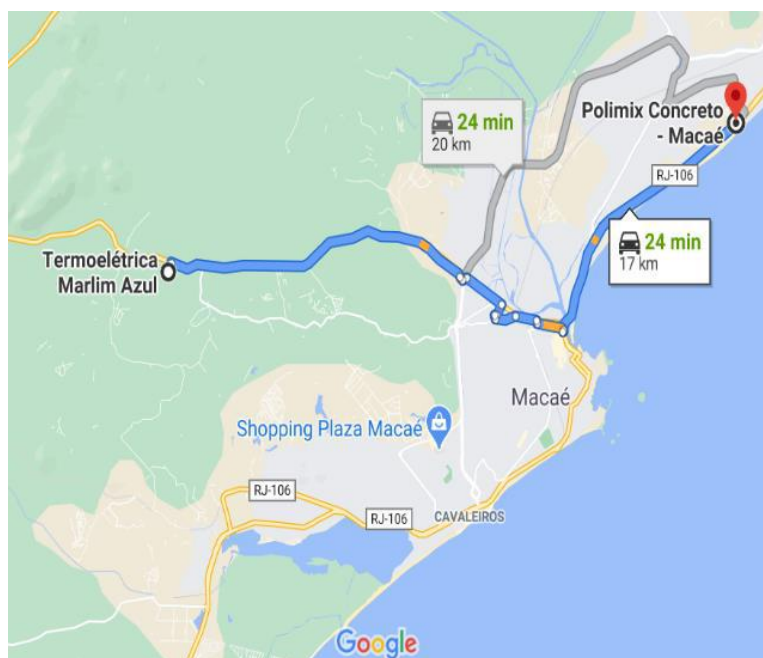 24 min
20 km
Polimix Concreto
- Macaé
RJ-106
24 min
17 km
Termoelétrica
Marlim Azul
Macaé
Shopping Plaza Macaé
RJ-106
RJ-106
CAVALEIROS
Google